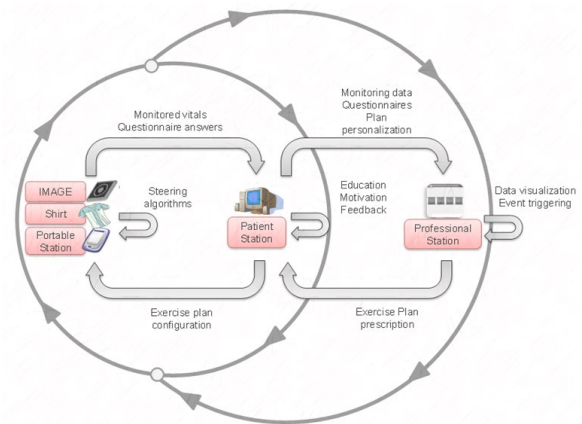 Monitoring data
Questionnaires
Plan
personalization
Monitored vitals
Questionnaire answers
IMAGE
Shirt
Portable
Station
Steering
algorithms
Patient
Station
Education
Motivation
Feedback
Professional
Station
Data visualization
Event triggering
Exercise plan
configuration
Exercise Plan
prescription